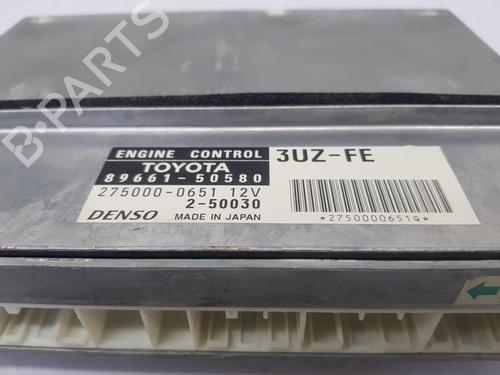 ENGINE CONTROL 3UZ-FE
TOYOTA
89661-50580
275000-0651 12V
2-50030
DENSO MADE IN JAPAN
*2750000651Q*
B-PARTS